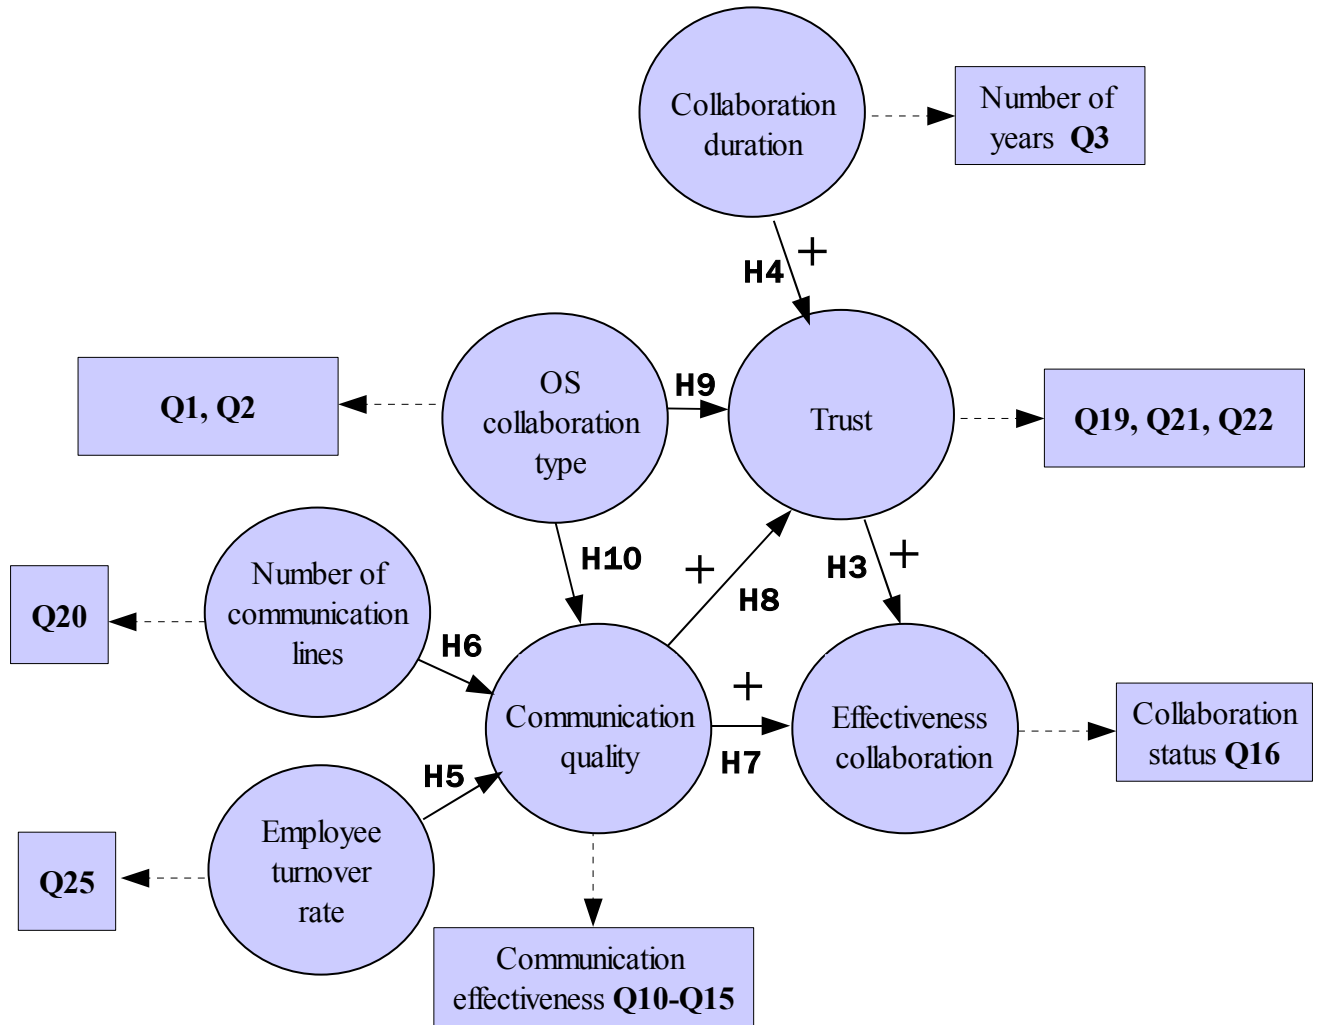 Collaboration
duration
Number of
years Q3
+
H4
OS
collaboration
type
H9
Trust
Q1, Q2
Q19, Q21, Q22
H10
+
H8
H3
+
Number of
communication
lines
Q20
H6
Communication
quality
+
H7
Effectiveness
collaboration
Collaboration
status Q16
H5
Employee
turnover
rate
Q25
Communication
effectiveness Q10-Q15